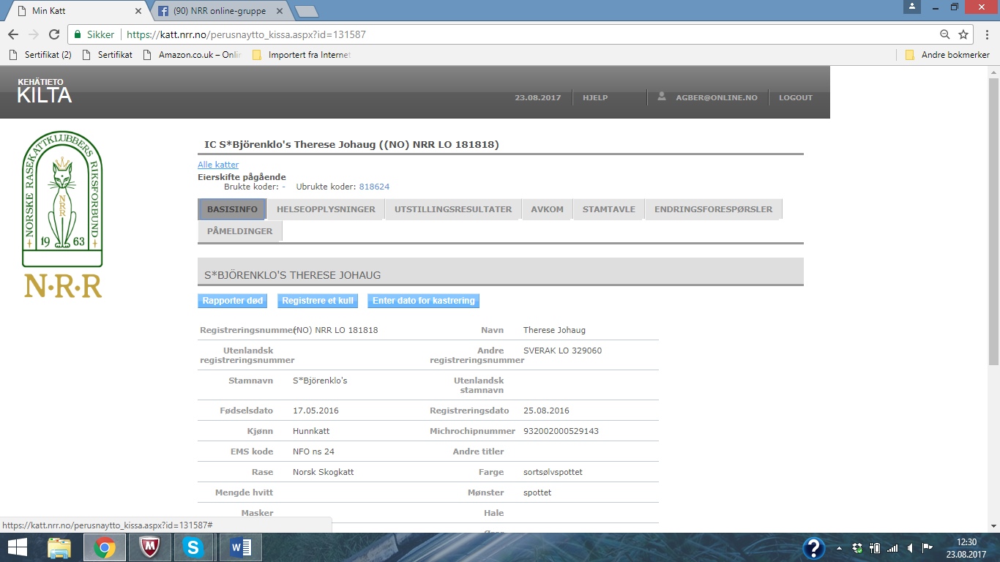 Min Katt
(90) NRR online-gruppe
Sikker https://katt.nrr.no/perusnaytto_kissa.aspx?id=131587
Sertifikat (2) Sertifikat Amazon.co.uk – Onlin Importert fra Internet Andre bokmerker
KEHÄTIETO
KILTA
23.08.2017 HJELP AGBER@ONLINE.NO LOGOUT
NORSKE RASEKATTKLUBBERS RIKSFORBUND
NRR
1963
N·R·R
IC S*Björenklo's Therese Johaug ((NO) NRR LO 181818)
Alle katter
Eierskifte pågående
Brukte koder: - Ubrukte koder: 818624
BASISINFO HELSEOPPLYSNINGER UTSTILLINGSRESULTATER AVKOM STAMTAVLE ENDRINGSFORESPØRSLER
PÅMELDINGER
S*BJÖRENKLO'S THERESE JOHAUG
Rapporter død Registrere et kull Enter dato for kastrering
Registreringsnummer (NO) NRR LO 181818 Navn Therese Johaug
Utenlandsk registreringsnummer Andre registreringsnummer SVERAK LO 329060
Stamnavn S*Björenklo's Utenlandsk stamnavn
Fødselsdato 17.05.2016 Registreringsdato 25.08.2016
Kjønn Hunnkatt Michrochipnummer 932002000529143
EMS kode NFO ns 24 Andre titler
Rase Norsk Skogkatt Farge sortsølvspottet
Mengde hvitt Mønster spottet
Masker Hale
https://katt.nrr.no/perusnaytto_kissa.aspx?id=131587#
12:30
23.08.2017